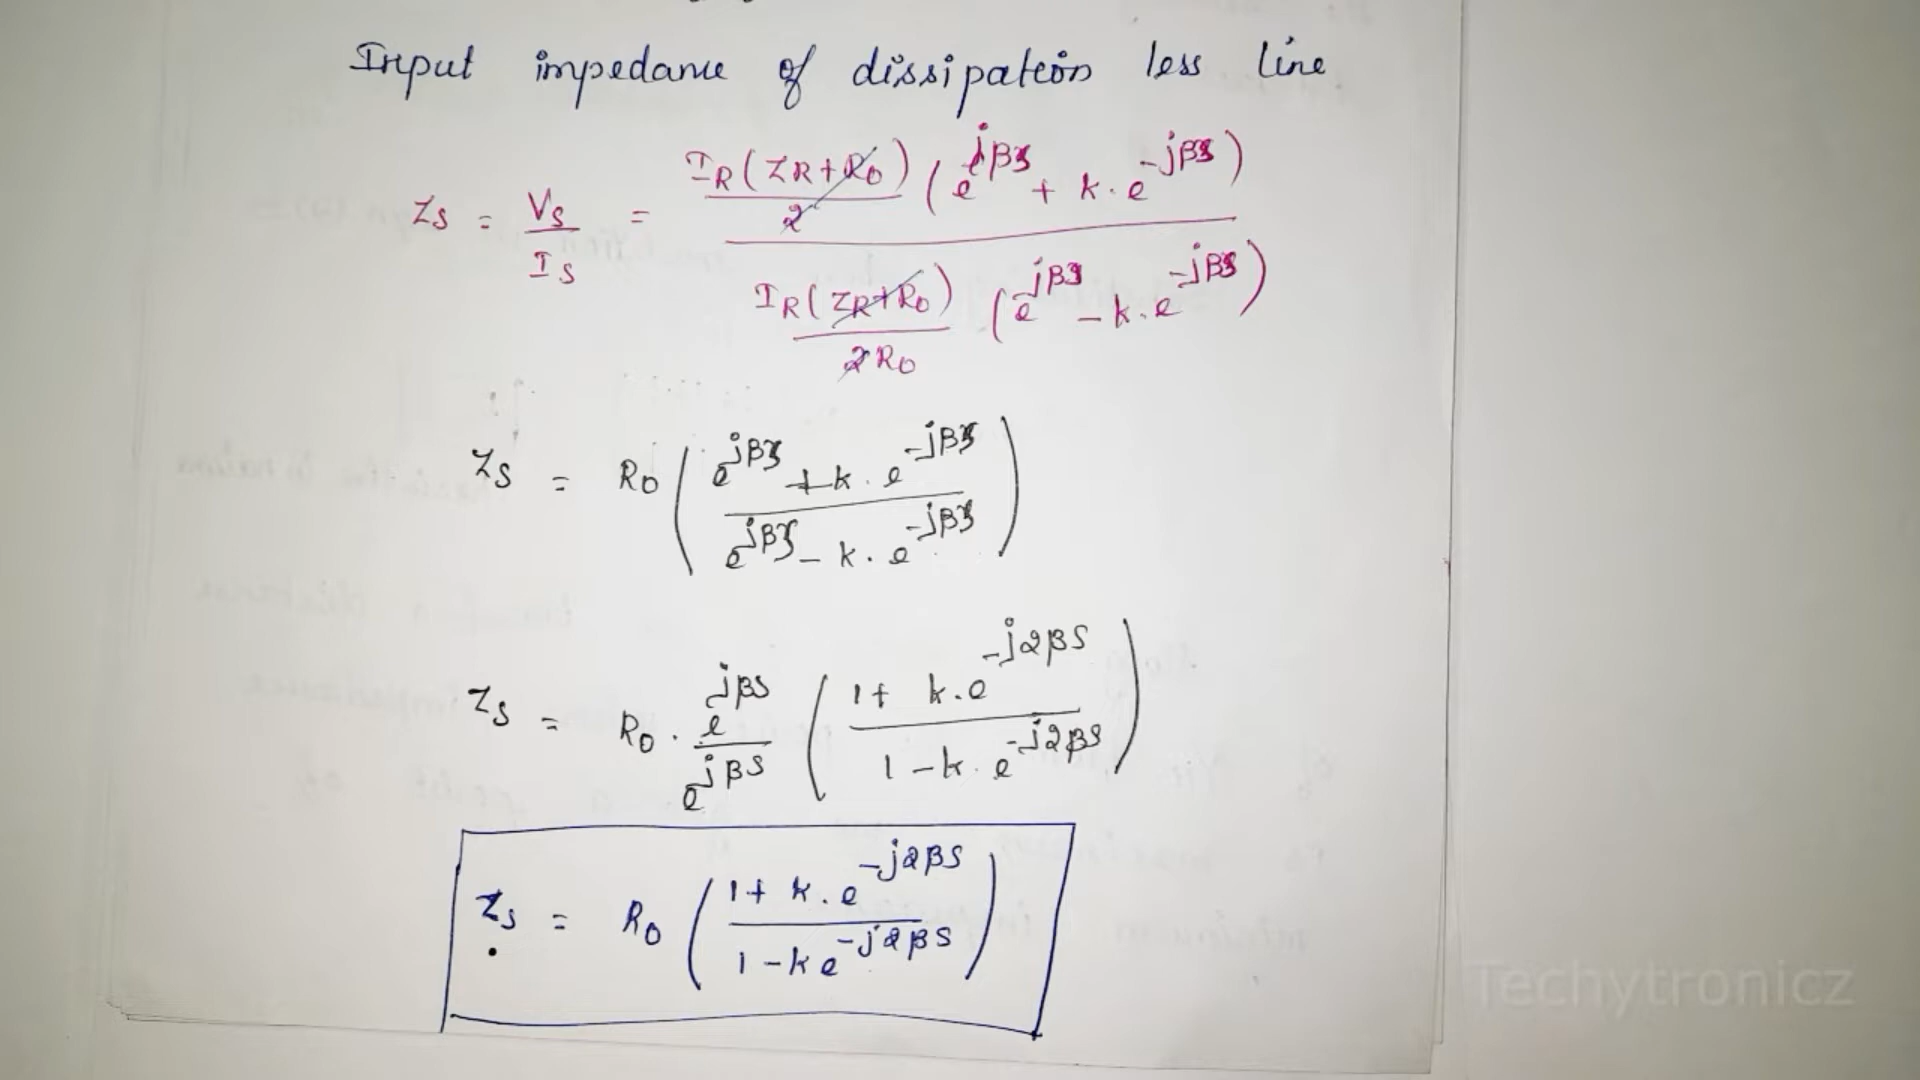 Input impedance of dissipation less line
Zs = Vs / Is = IR(ZR+R0)/2 (e^jβs + k.e^-jβs) / IR(ZR+R0)/2R0 (e^jβs - k.e^-jβs)
Zs = R0 (e^jβs + k.e^-jβs / e^jβs - k.e^-jβs)
Zs = R0 . e^jβs / e^jβs (1+ k.e^-j2βs / 1-k.e^-j2βs)
Zs = R0 (1+ k.e^-j2βs / 1-ke^-j2βs)
Techytronicz